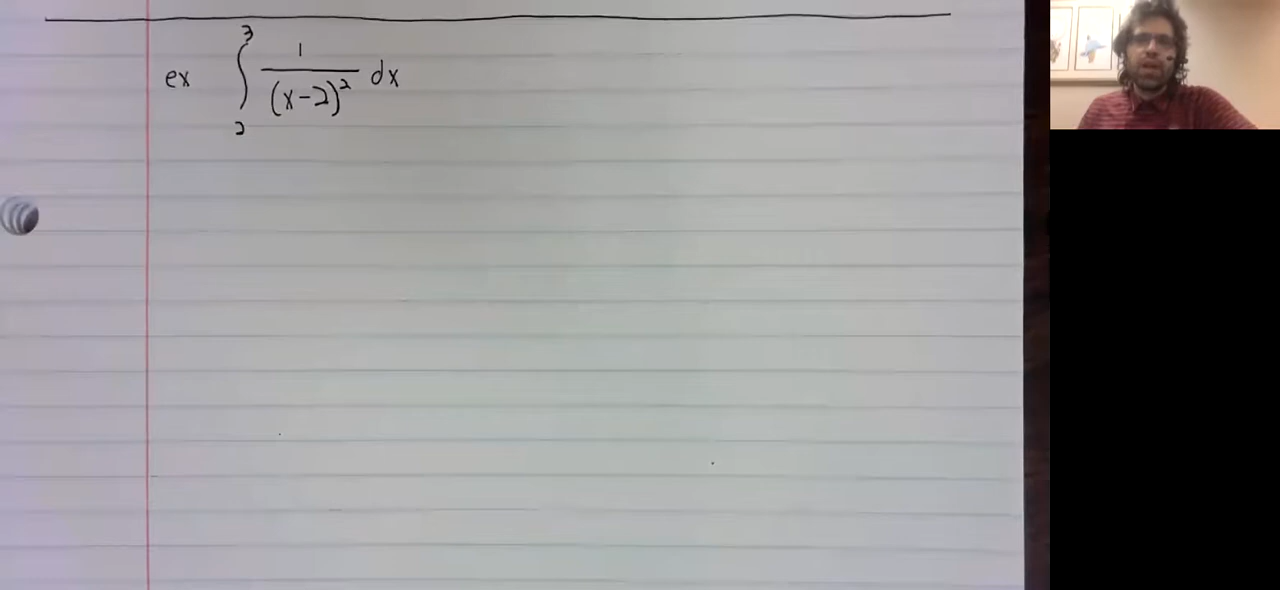 ex ∫₂³ 1/(x-2)² dx